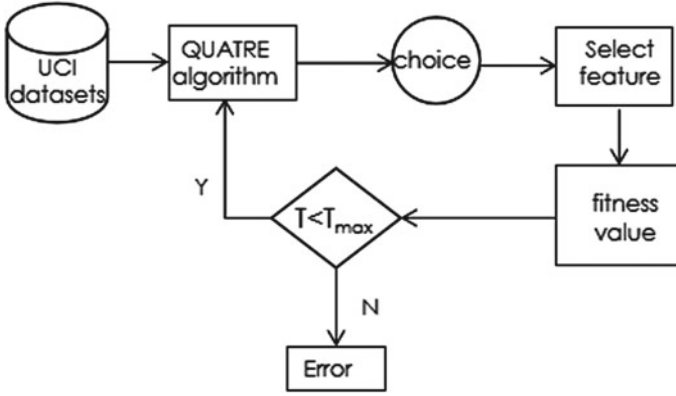 UCI
datasets
QUATRE
algorithm
choice
Select
feature
fitness
value
T<Tmax
Y
N
Error